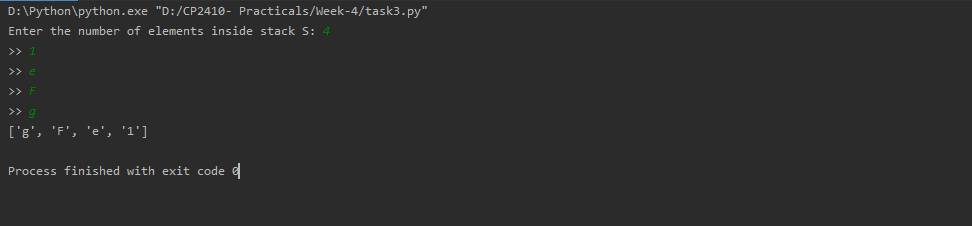 D:\Python\python.exe "D:/CP2410- Practicals/Week-4/task3.py"
Enter the number of elements inside stack S: 4
>> 1
>> e
>> F
>> g
['g', 'F', 'e', '1']
Process finished with exit code 0